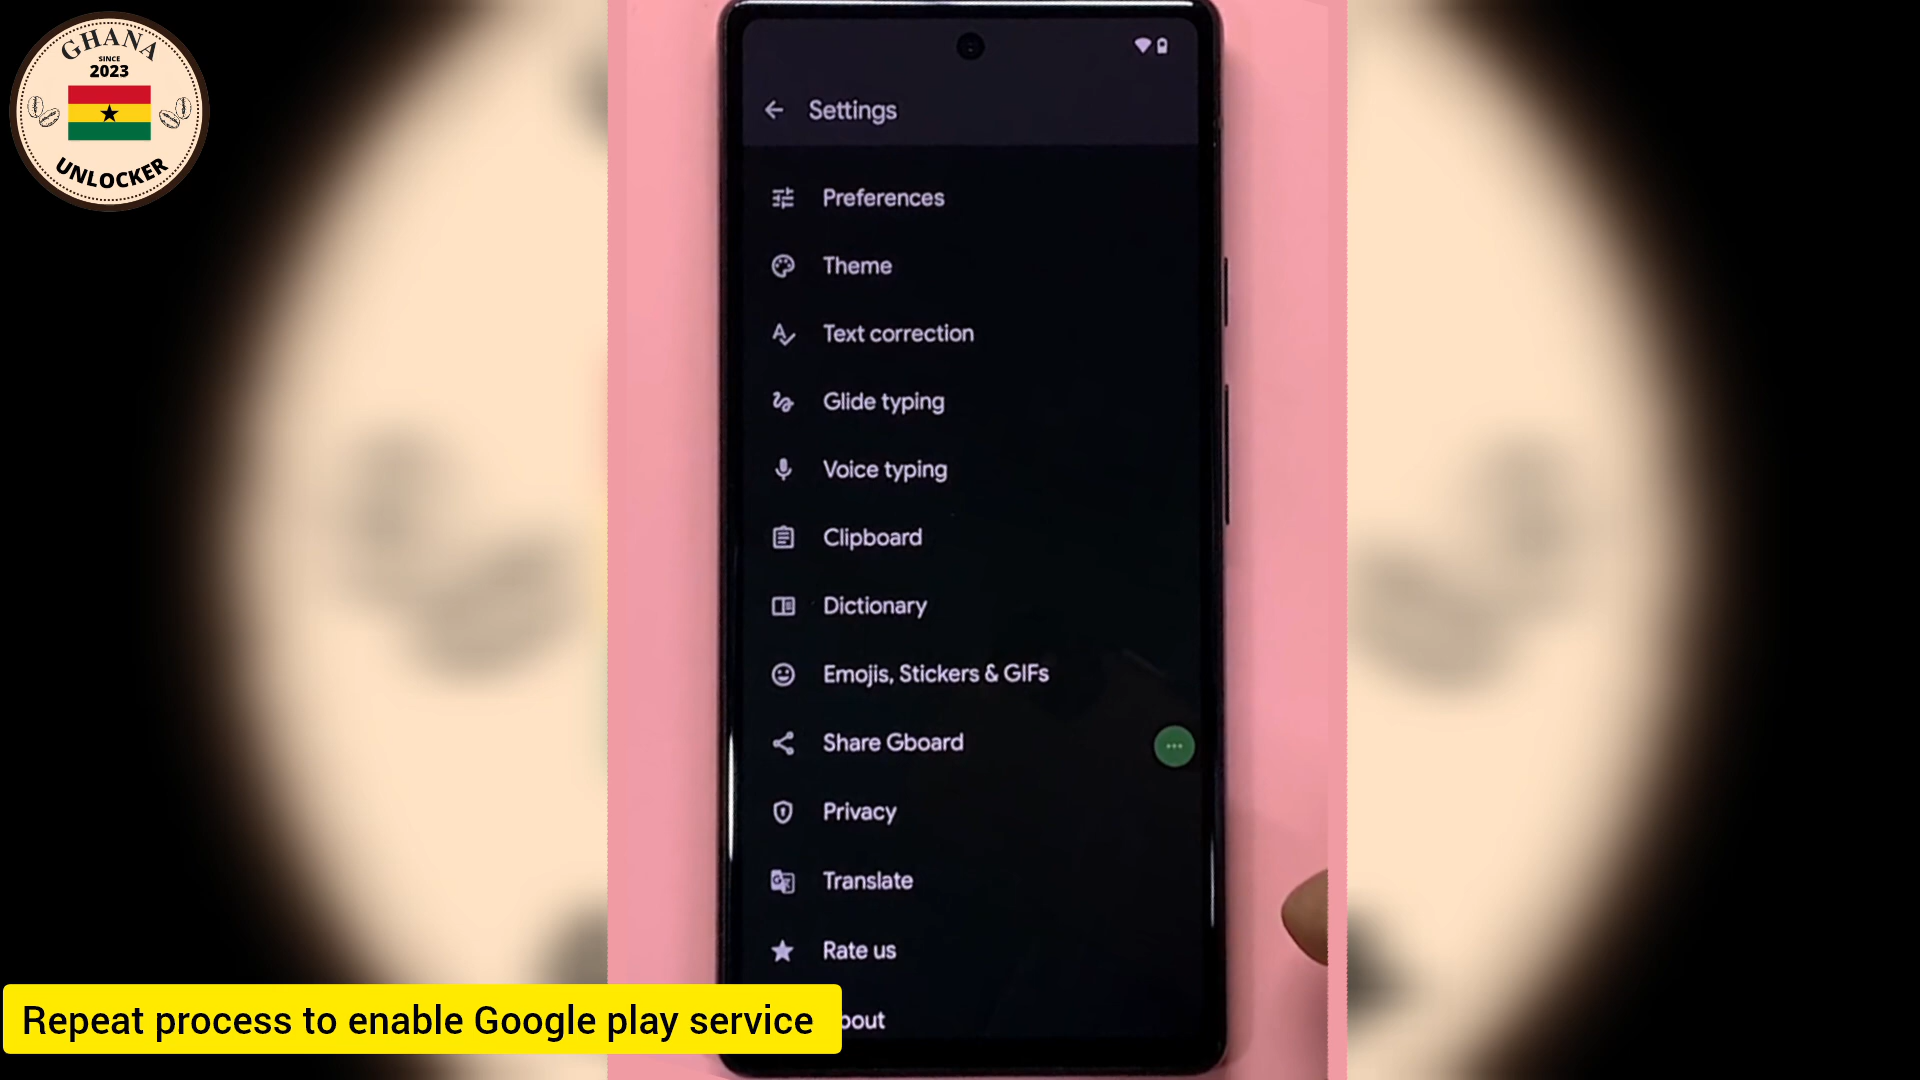 GHANA
SINCE
2023
UNLOCKER
Settings
Preferences
Theme
Text correction
Glide typing
Voice typing
Clipboard
Dictionary
Emojis, Stickers & GIFs
Share Gboard
Privacy
Translate
Rate us
bout
Repeat process to enable Google play service